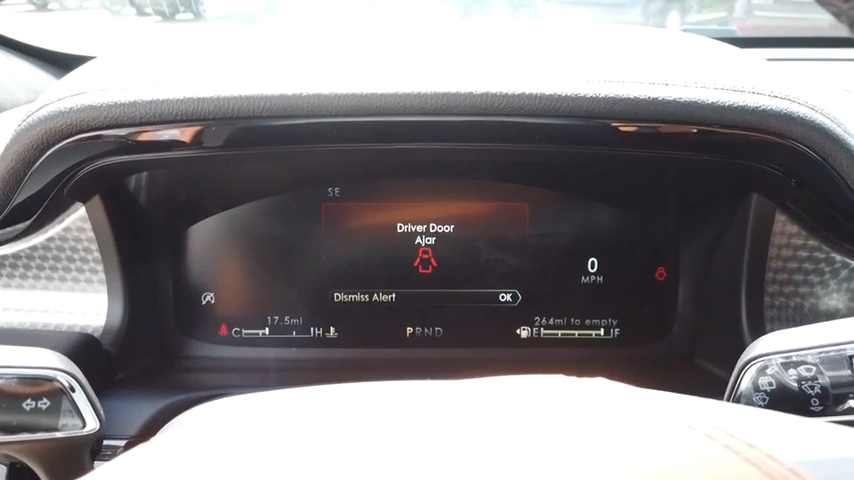 SE
Driver Door
Ajar
0
MPH
Dismiss Alert OK
17.5mi
264mi to empty
C H
PRND
E F